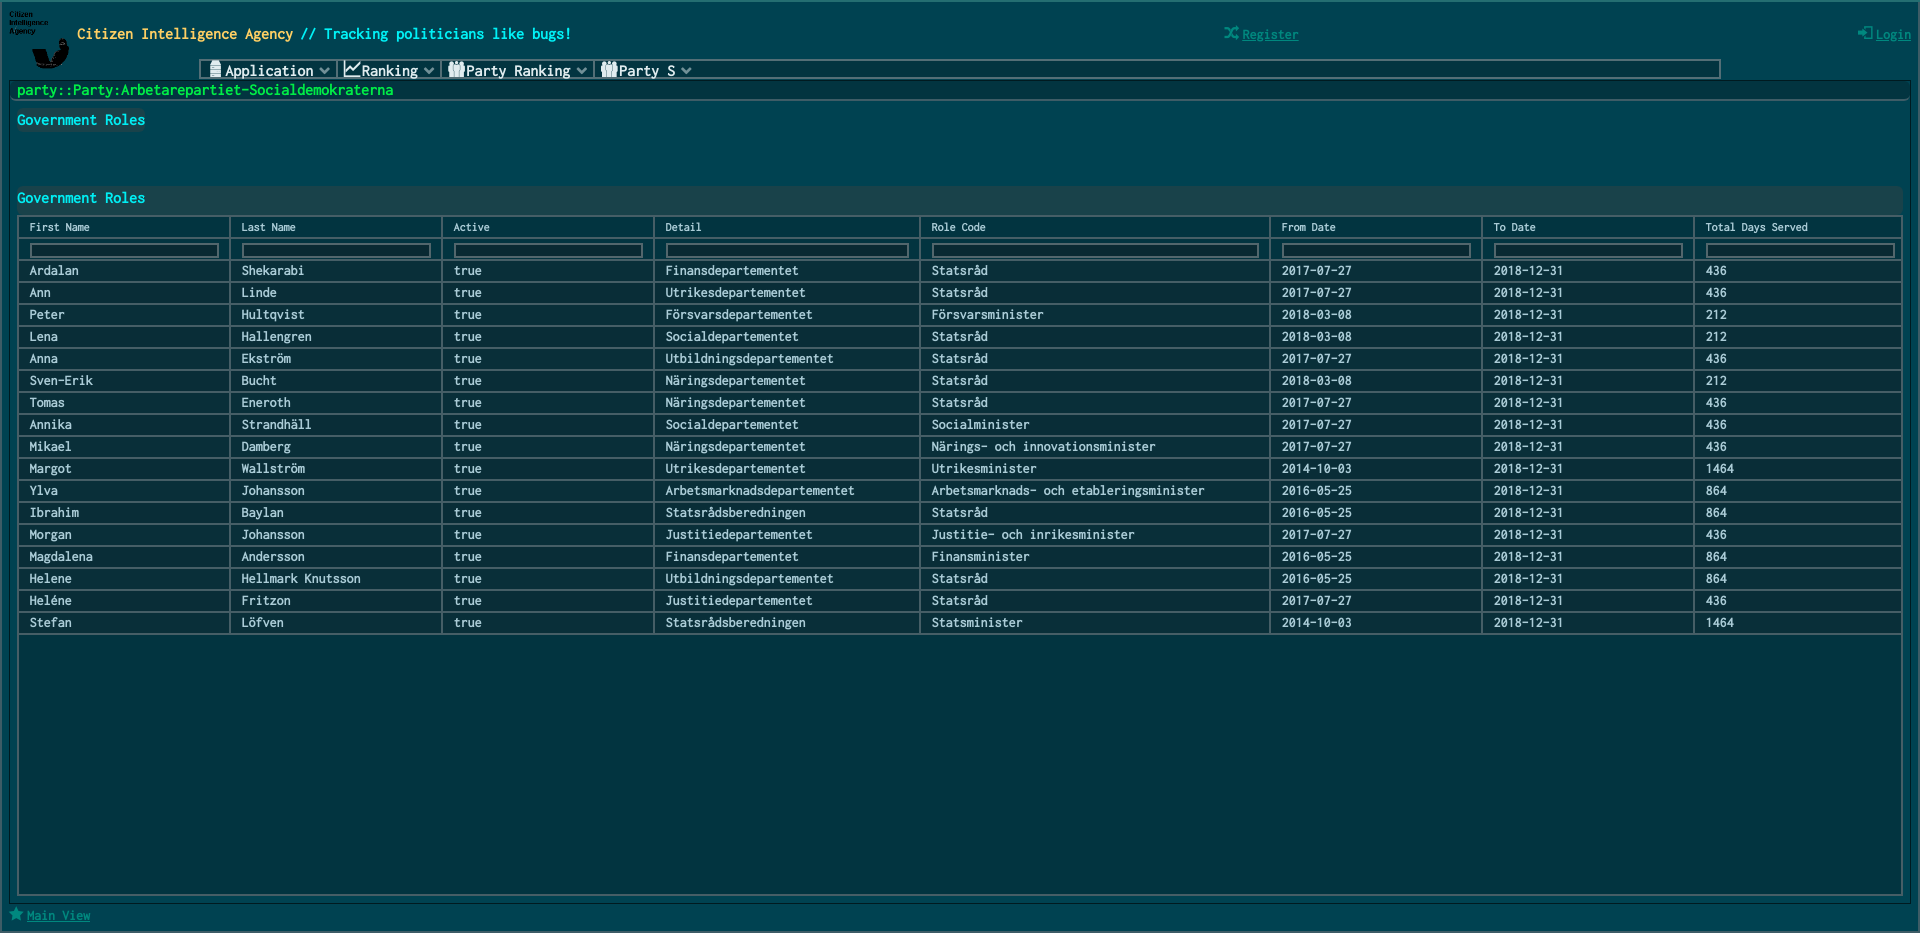 Citizen
Intelligence
Agency
Citizen Intelligence Agency // Tracking politicians like bugs!
Register
Login
Application Ranking Party Ranking Party S
party::Party:Arbetarepartiet-Socialdemokraterna
Government Roles
Government Roles
First Name Last Name Active Detail Role Code From Date To Date Total Days Served
Ardalan Shekarabi true Finansdepartementet Statsråd 2017-07-27 2018-12-31 436
Ann Linde true Utrikesdepartementet Statsråd 2017-07-27 2018-12-31 436
Peter Hultqvist true Försvarsdepartementet Försvarsminister 2018-03-08 2018-12-31 212
Lena Hallengren true Socialdepartementet Statsråd 2018-03-08 2018-12-31 212
Anna Ekström true Utbildningsdepartementet Statsråd 2017-07-27 2018-12-31 436
Sven-Erik Bucht true Näringsdepartementet Statsråd 2018-03-08 2018-12-31 212
Tomas Eneroth true Näringsdepartementet Statsråd 2017-07-27 2018-12-31 436
Annika Strandhäll true Socialdepartementet Socialminister 2017-07-27 2018-12-31 436
Mikael Damberg true Näringsdepartementet Närings- och innovationsminister 2017-07-27 2018-12-31 436
Margot Wallström true Utrikesdepartementet Utrikesminister 2014-10-03 2018-12-31 1464
Ylva Johansson true Arbetsmarknadsdepartementet Arbetsmarknads- och etableringsminister 2016-05-25 2018-12-31 864
Ibrahim Baylan true Statsrådsberedningen Statsråd 2016-05-25 2018-12-31 864
Morgan Johansson true Justitiedepartementet Justitie- och inrikesminister 2017-07-27 2018-12-31 436
Magdalena Andersson true Finansdepartementet Finansminister 2016-05-25 2018-12-31 864
Helene Hellmark Knutsson true Utbildningsdepartementet Statsråd 2016-05-25 2018-12-31 864
Heléne Fritzon true Justitiedepartementet Statsråd 2017-07-27 2018-12-31 436
Stefan Löfven true Statsrådsberedningen Statsminister 2014-10-03 2018-12-31 1464
Main View